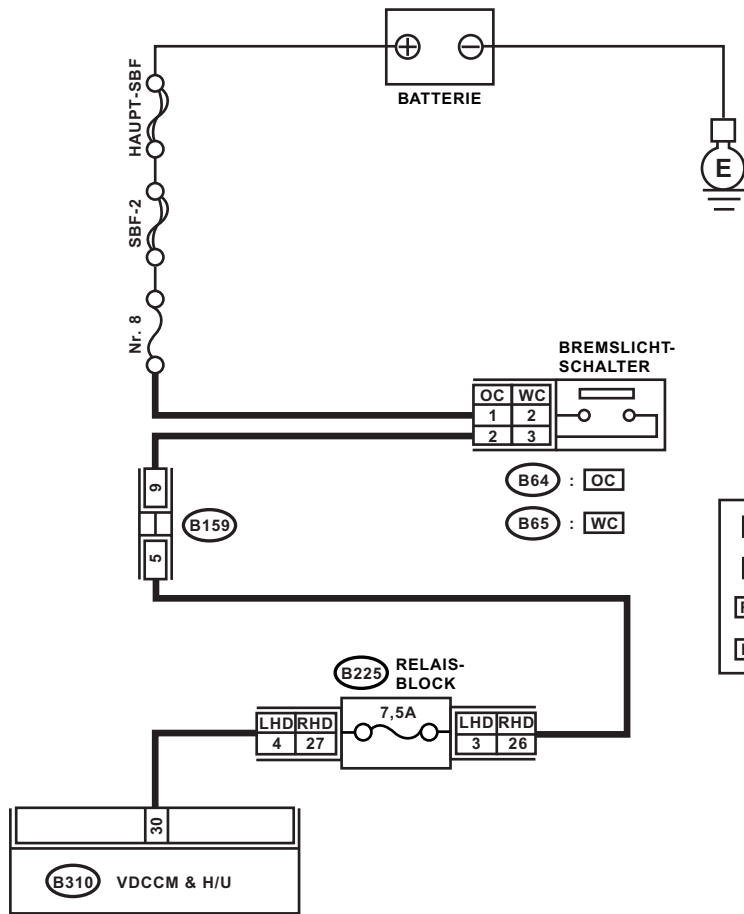 BATTERIE
E
HAUPT-SBF
SBF-2
Nr. 8
BREMSLICHT-
SCHALTER
OC WC
1 2
2 3
B64 : OC
B65 : WC
9
B159
5
B225 RELAIS-
BLOCK
7,5A
LHD RHD
4 27
LHD RHD
3 26
30
B310 VDCCM & H/U